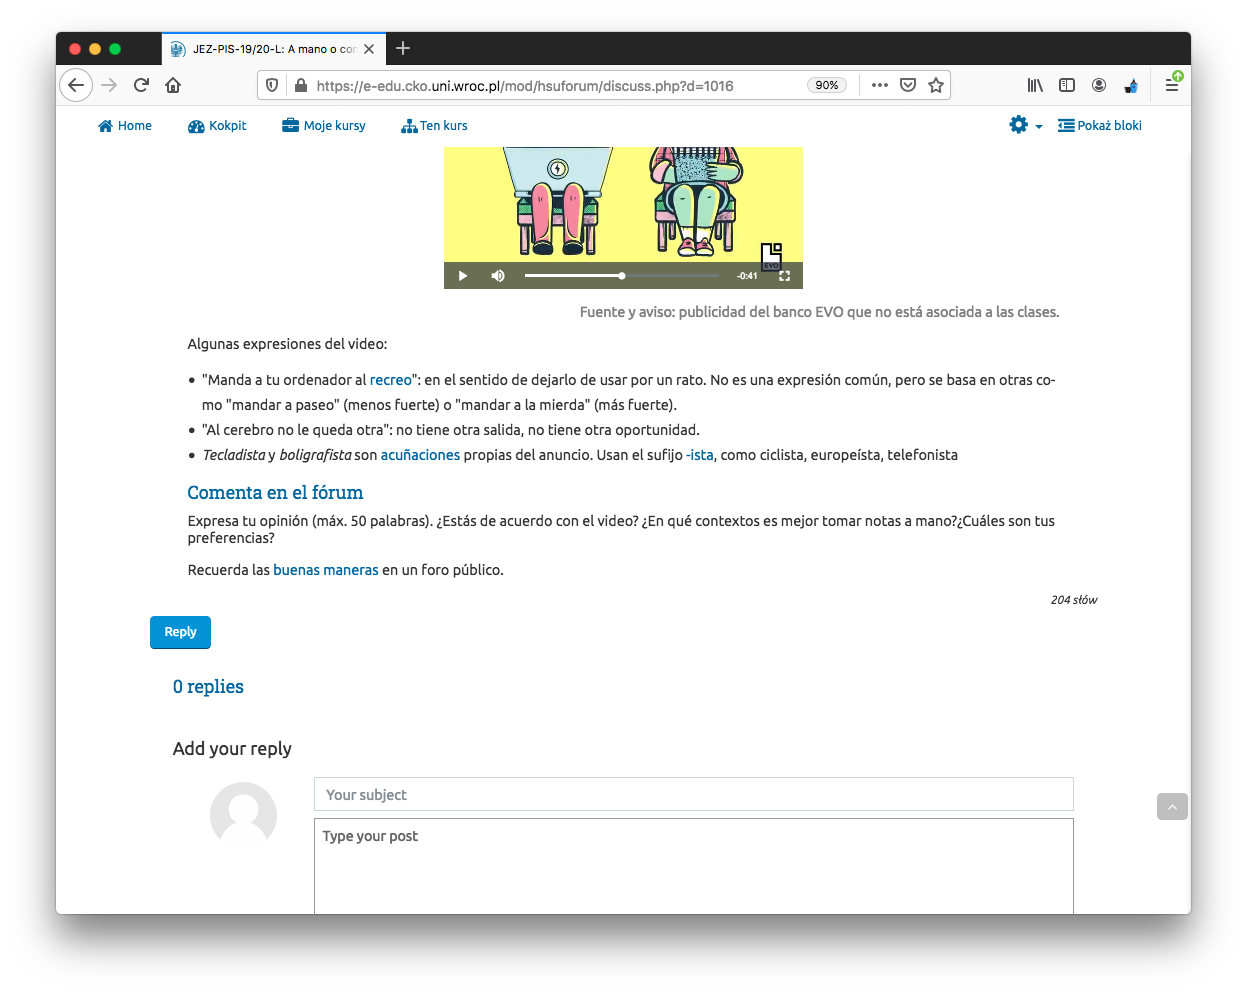 JEZ-PIS-19/20-L: A mano o con
https://e-edu.cko.uni.wroc.pl/mod/hsuforum/discuss.php?d=1016
90%
Home
Kokpit
Moje kursy
Ten kurs
Pokaż bloki
EVO
-0:41
Fuente y aviso: publicidad del banco EVO que no está asociada a las clases.
Algunas expresiones del video:
• "Manda a tu ordenador al recreo": en el sentido de dejarlo de usar por un rato. No es una expresión común, pero se basa en otras co-
mo "mandar a paseo" (menos fuerte) o "mandar a la mierda" (más fuerte).
• "Al cerebro no le queda otra": no tiene otra salida, no tiene otra oportunidad.
• Tecladista y boligrafista son acuñaciones propias del anuncio. Usan el sufijo -ista, como ciclista, europeísta, telefonista
Comenta en el fórum
Expresa tu opinión (máx. 50 palabras). ¿Estás de acuerdo con el video? ¿En qué contextos es mejor tomar notas a mano?¿Cuáles son tus
preferencias?
Recuerda las buenas maneras en un foro público.
204 słów
Reply
0 replies
Add your reply
Your subject
Type your post